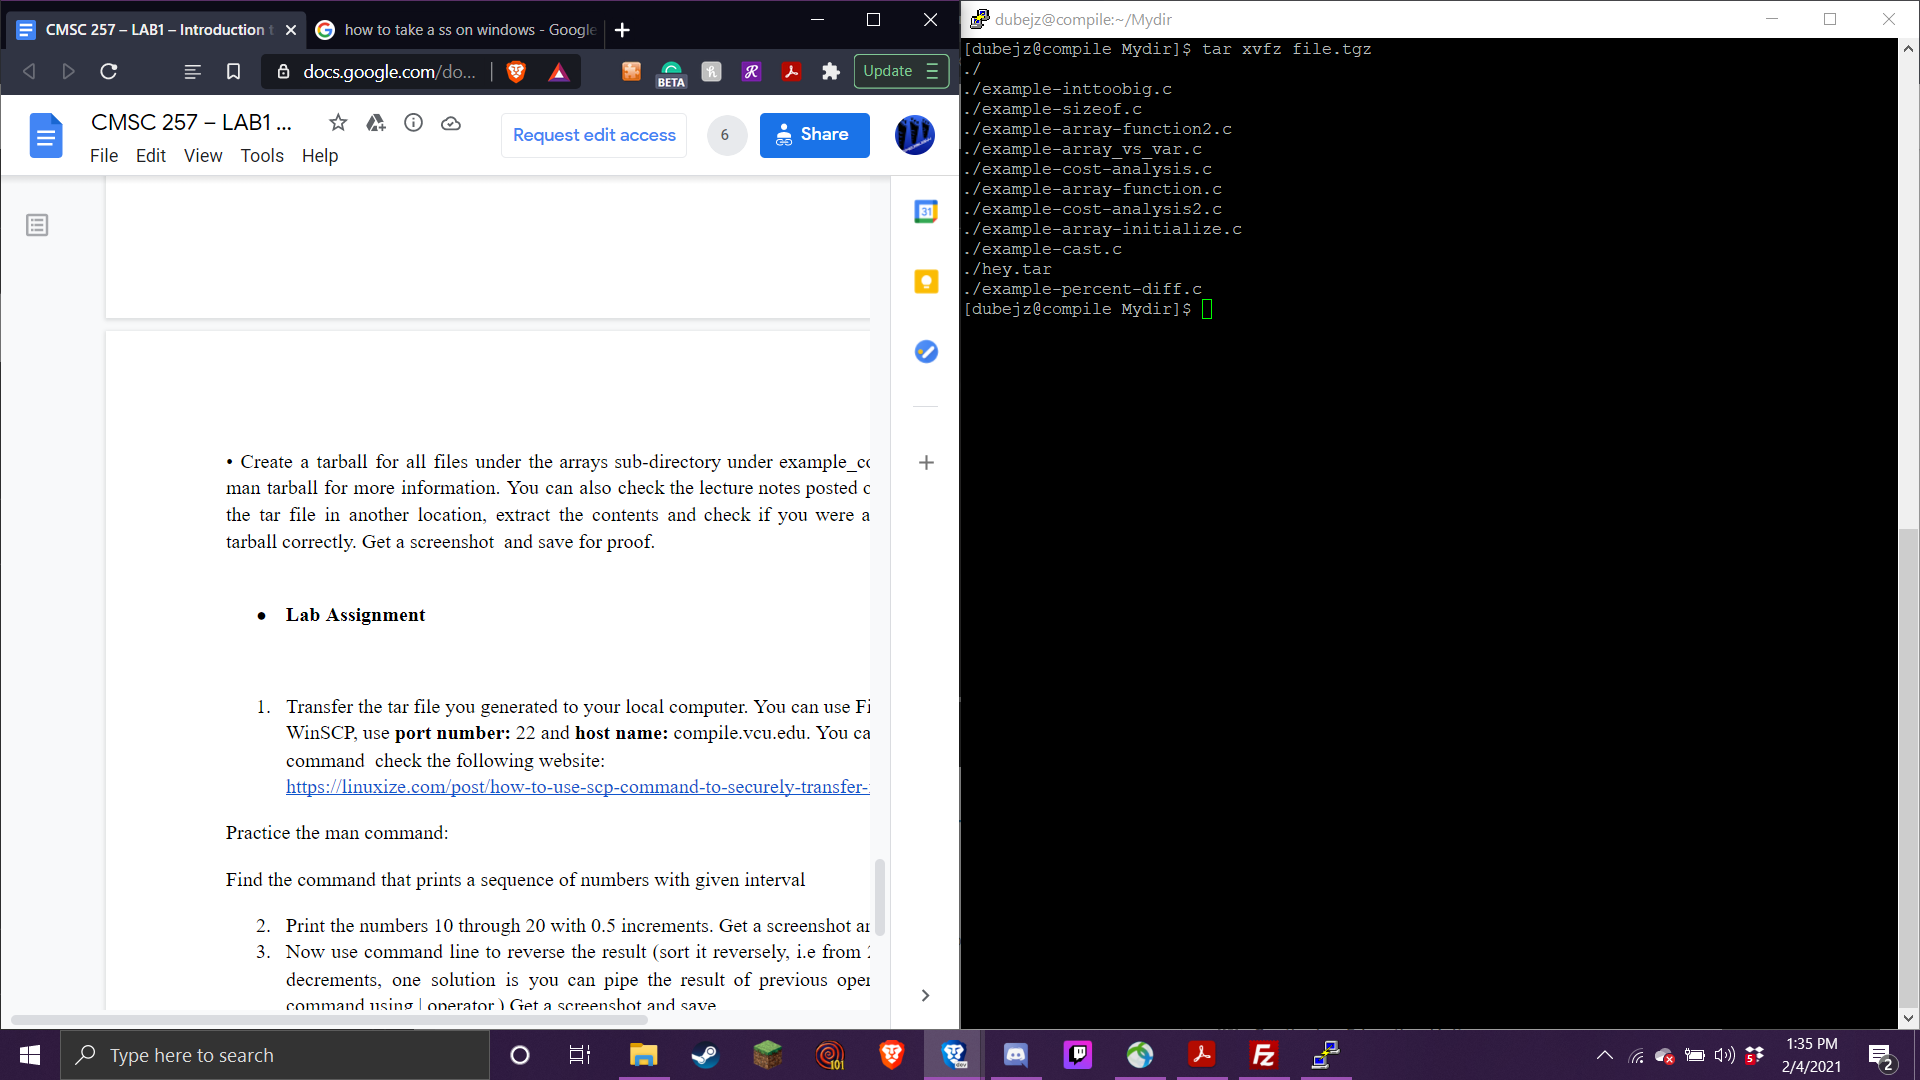 CMSC 257 – LAB1 – Introduction t
how to take a ss on windows - Google
docs.google.com/do...
BETA
Update
CMSC 257 – LAB1 ...
File Edit View Tools Help
Request edit access
6
Share
31
• Create a tarball for all files under the arrays sub-directory under example_co
man tarball for more information. You can also check the lecture notes posted o
the tar file in another location, extract the contents and check if you were a
tarball correctly. Get a screenshot and save for proof.
● Lab Assignment
1. Transfer the tar file you generated to your local computer. You can use Fi
WinSCP, use port number: 22 and host name: compile.vcu.edu. You ca
command check the following website:
https://linuxize.com/post/how-to-use-scp-command-to-securely-transfer-
Practice the man command:
Find the command that prints a sequence of numbers with given interval
2. Print the numbers 10 through 20 with 0.5 increments. Get a screenshot an
3. Now use command line to reverse the result (sort it reversely, i.e from 2
decrements, one solution is you can pipe the result of previous oper
command using | operator.) Get a screenshot and save
dubejz@compile:~/Mydir
[dubejz@compile Mydir]$ tar xvfz file.tgz
./
./example-inttoobig.c
./example-sizeof.c
./example-array-function2.c
./example-array_vs_var.c
./example-cost-analysis.c
./example-array-function.c
./example-cost-analysis2.c
./example-array-initialize.c
./example-cast.c
./hey.tar
./example-percent-diff.c
[dubejz@compile Mydir]$
Type here to search
101
dev
5
1:35 PM
2/4/2021
2